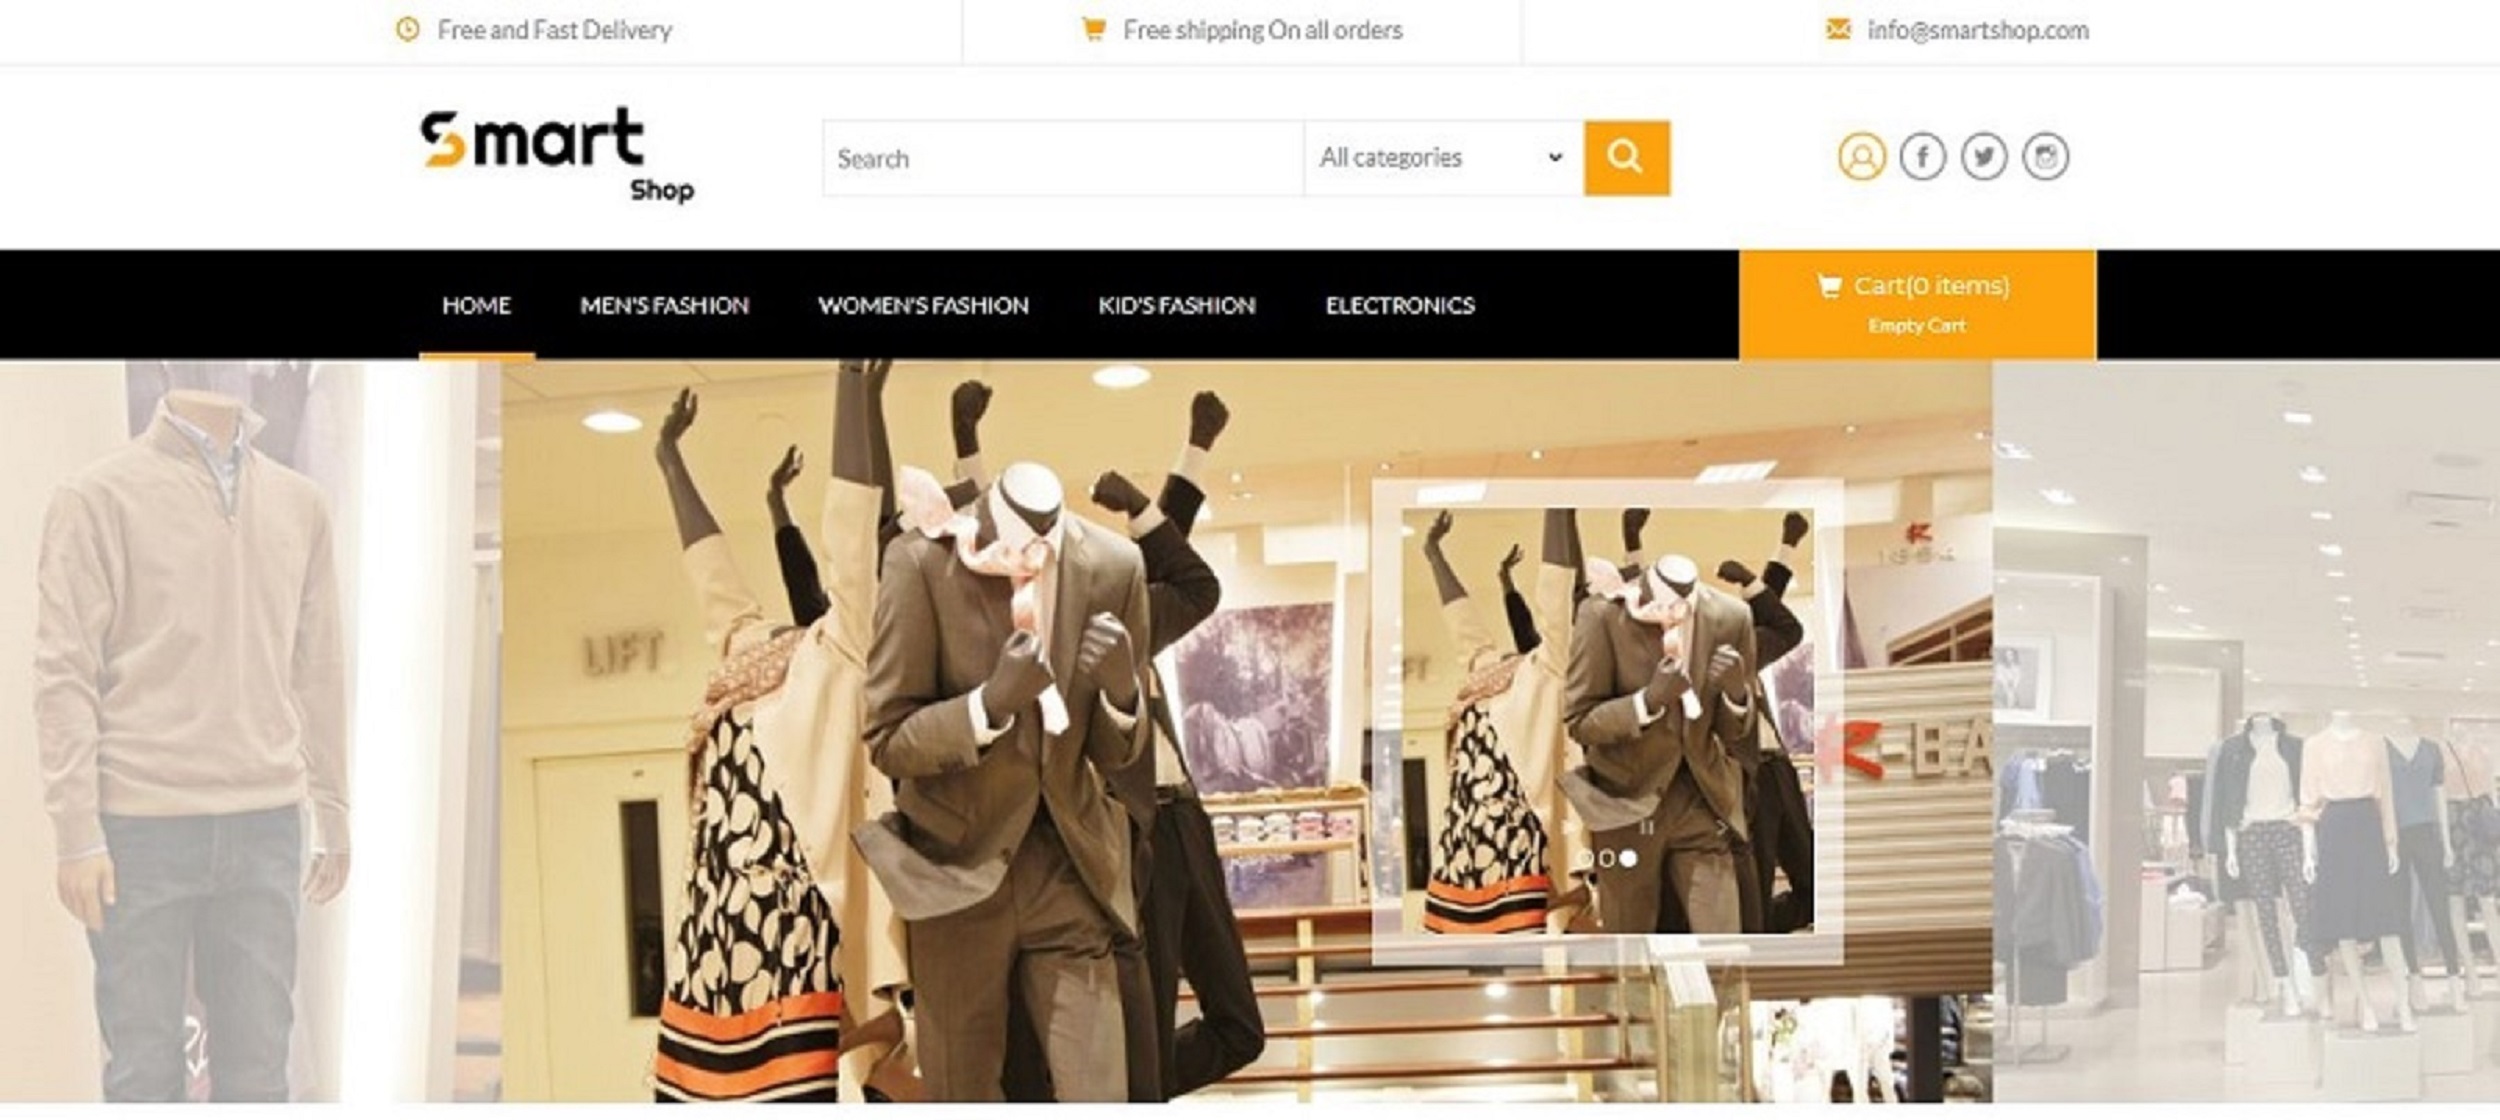 Free and Fast Delivery
Free shipping On all orders
info@smartshop.com
Smart
Shop
Search
All categories
HOME
MEN'S FASHION
WOMEN'S FASHION
KID'S FASHION
ELECTRONICS
Cart(0 items)
Empty Cart
LIFT